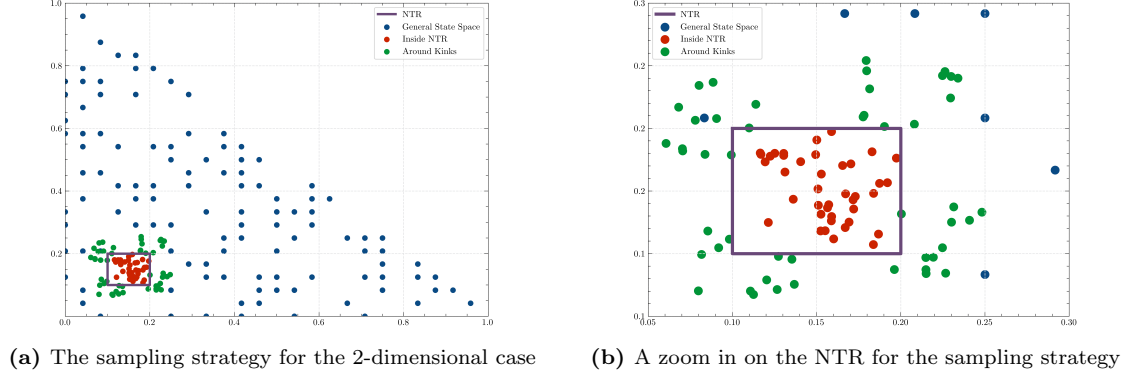 1.0
0.8
0.6
0.4
0.2
0.0 0.2 0.4 0.6 0.8 1.0
NTR
General State Space
Inside NTR
Around Kinks
(a) The sampling strategy for the 2-dimensional case
0.3
0.2
0.2
0.2
0.1
0.1
0.05 0.10 0.15 0.20 0.25 0.30
NTR
General State Space
Inside NTR
Around Kinks
(b) A zoom in on the NTR for the sampling strategy